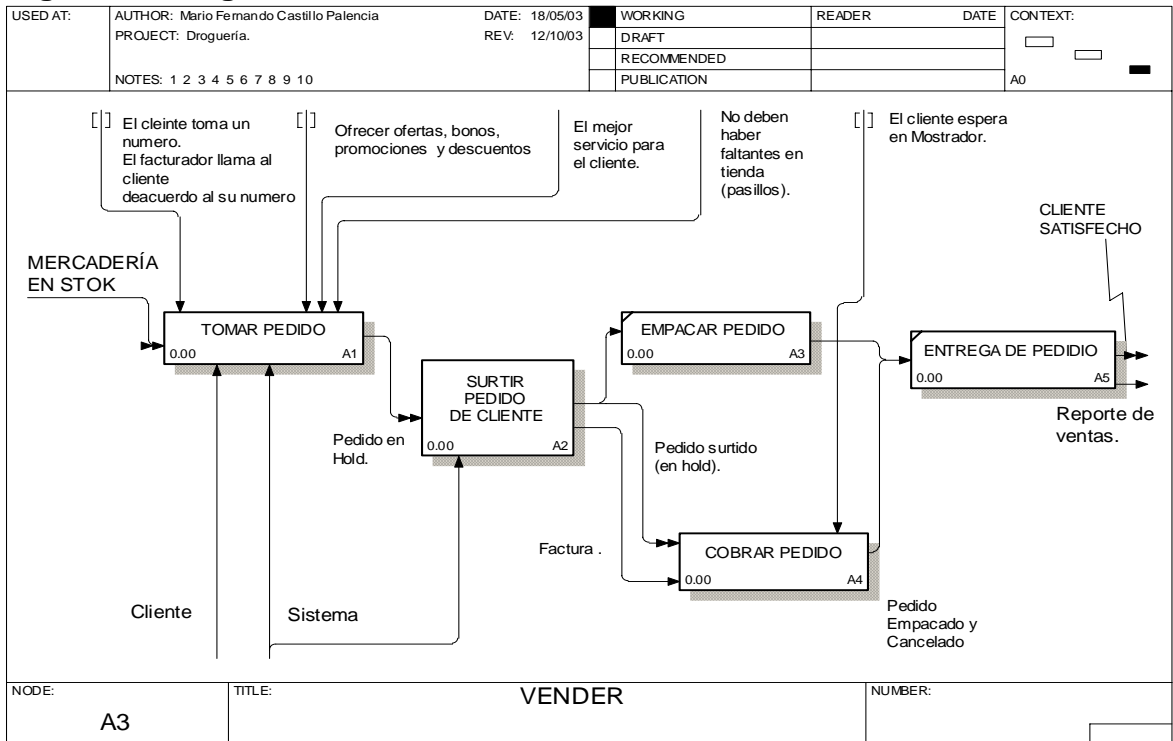 USED AT:
AUTHOR: Mario Fernando Castillo Palencia
DATE: 18/05/03
PROJECT: Droguería.
REV: 12/10/03
NOTES: 1 2 3 4 5 6 7 8 9 10
WORKING
DRAFT
RECOMMENDED
PUBLICATION
READER
DATE
CONTEXT:
A0
[ ]
El cleinte toma un
numero.
El facturador llama al
cliente
deacuerdo al su numero
[ ]
Ofrecer ofertas, bonos,
promociones y descuentos
El mejor
servicio para
el cliente.
No deben
haber
faltantes en
tienda
(pasillos).
[ ]
El cliente espera
en Mostrador.
CLIENTE
SATISFECHO
MERCADERÍA
EN STOK
TOMAR PEDIDO
0.00
A1
SURTIR
PEDIDO
DE CLIENTE
0.00
A2
EMPACAR PEDIDO
0.00
A3
ENTREGA DE PEDIDIO
0.00
A5
Reporte de
ventas.
Pedido en
Hold.
Pedido surtido
(en hold).
Factura .
COBRAR PEDIDO
0.00
A4
Cliente
Sistema
Pedido
Empacado y
Cancelado
NODE:
A3
TITLE:
VENDER
NUMBER: